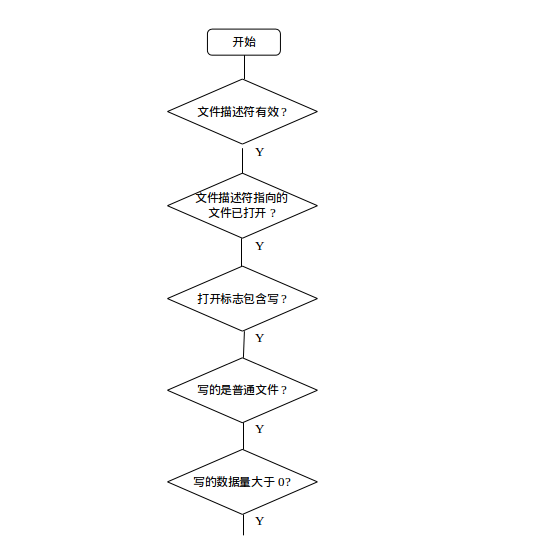 开始
文件描述符有效？
Y
文件描述符指向的
文件已打开？
Y
打开标志包含写？
Y
写的是普通文件？
Y
写的数据量大于 0?
Y